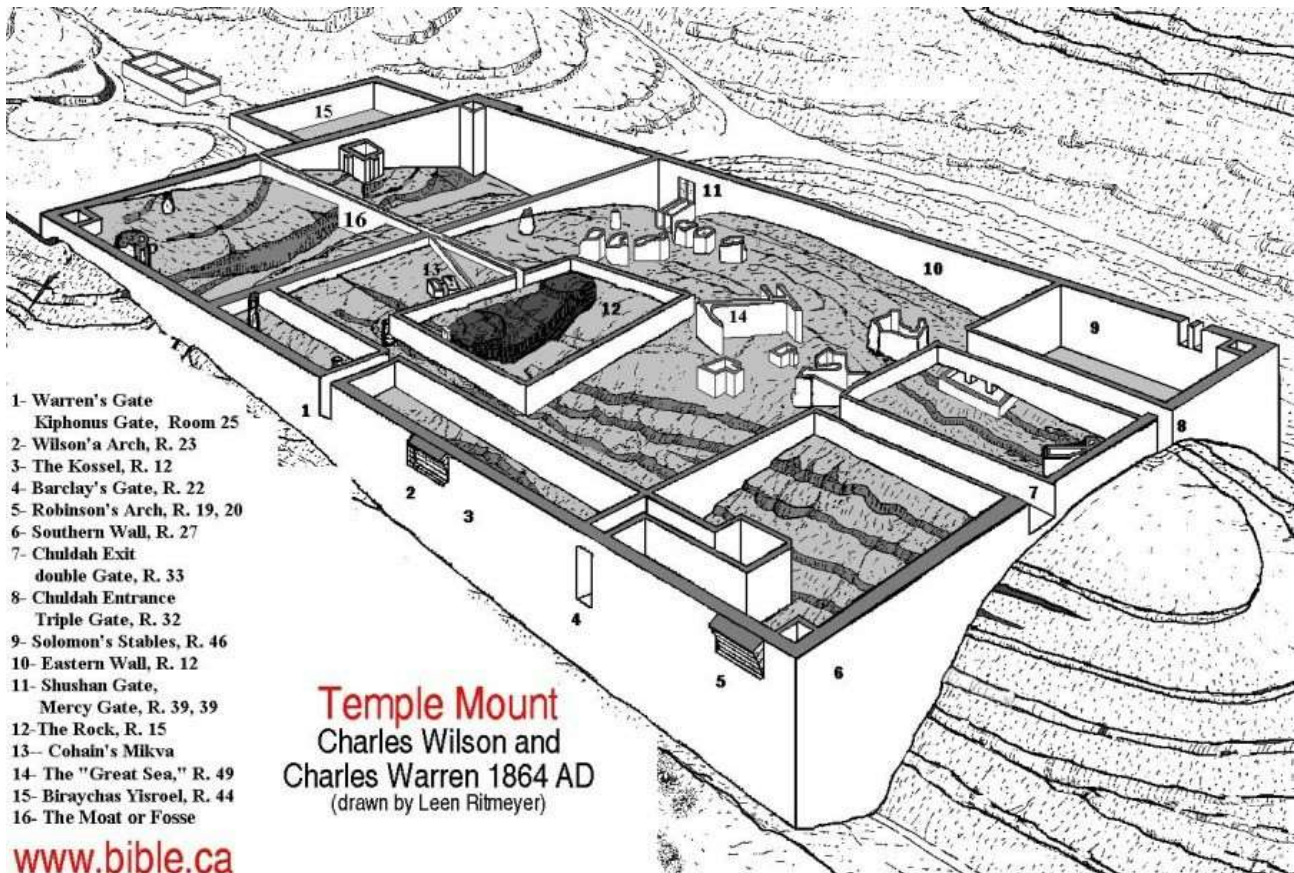 15
16
11
10
13
12
14
9
8
7
1
2
3
4
5
6
1- Warren's Gate
Kiphonus Gate, Room 25
2- Wilson'a Arch, R. 23
3- The Kossel, R. 12
4- Barclay's Gate, R. 22
5- Robinson's Arch, R. 19, 20
6- Southern Wall, R. 27
7- Chuldah Exit
double Gate, R. 33
8- Chuldah Entrance
Triple Gate, R. 32
9- Solomon's Stables, R. 46
10- Eastern Wall, R. 12
11- Shushan Gate,
Mercy Gate, R. 39, 39
12-The Rock, R. 15
13-- Cohain's Mikva
14- The "Great Sea," R. 49
15- Biraychas Yisroel, R. 44
16- The Moat or Fosse
Temple Mount
Charles Wilson and
Charles Warren 1864 AD
(drawn by Leen Ritmeyer)
www.bible.ca